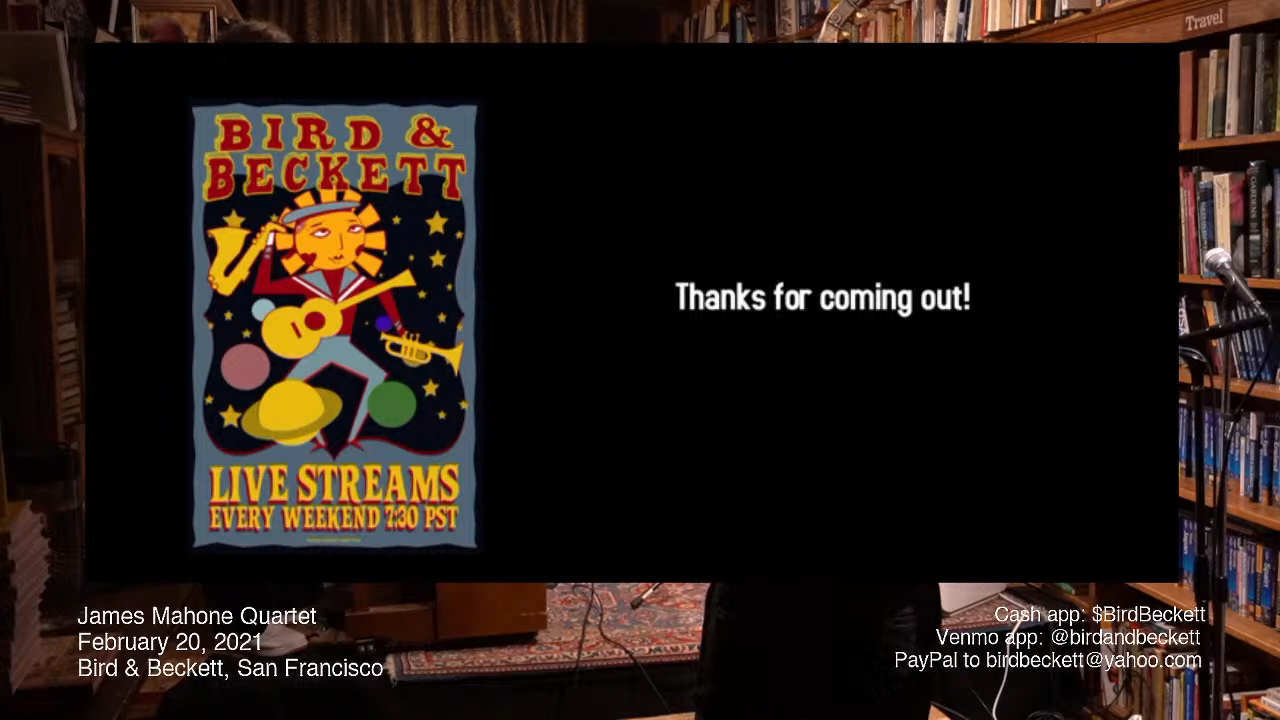 Travel
BIRD &
BECKETT
LIVE STREAMS
EVERY WEEKEND 7:30 PST
Thanks for coming out!
GARDENS
James Mahone Quartet
February 20, 2021
Bird & Beckett, San Francisco
Cash app: $BirdBeckett
Venmo app: @birdandbeckett
PayPal to birdbeckett@yahoo.com